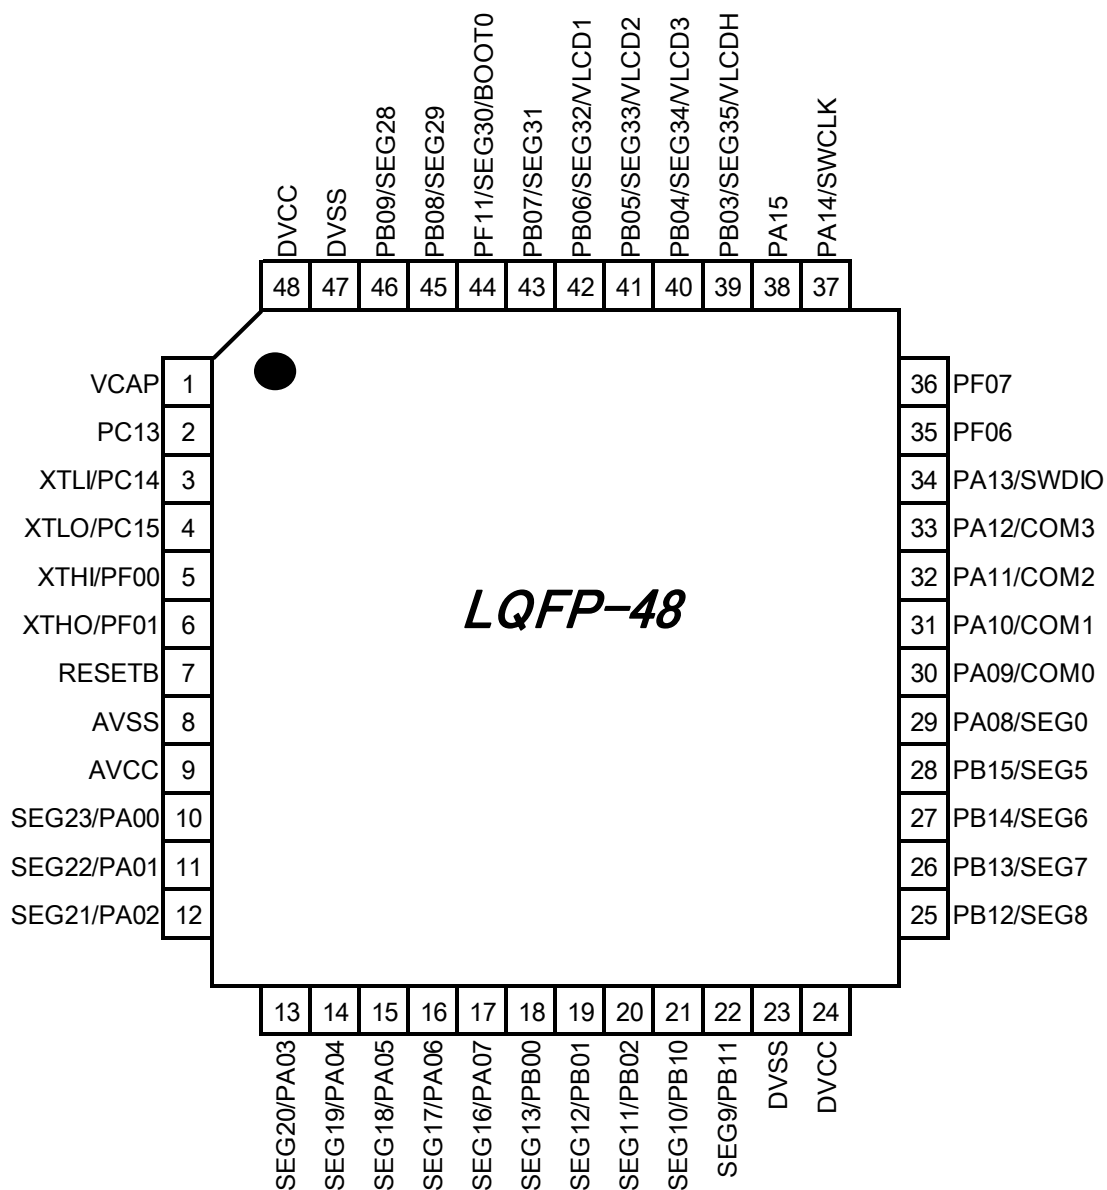 DVCC
DVSS
PB09/SEG28
PB08/SEG29
PF11/SEG30/BOOT0
PB07/SEG31
PB06/SEG32/VLCD1
PB05/SEG33/VLCD2
PB04/SEG34/VLCD3
PB03/SEG35/VLCDH
PA15
PA14/SWCLK
48 47 46 45 44 43 42 41 40 39 38 37
VCAP 1
PC13 2
XTLI/PC14 3
XTLO/PC15 4
XTHI/PF00 5
XTHO/PF01 6
RESETB 7
AVSS 8
AVCC 9
SEG23/PA00 10
SEG22/PA01 11
SEG21/PA02 12
LQFP-48
36 PF07
35 PF06
34 PA13/SWDIO
33 PA12/COM3
32 PA11/COM2
31 PA10/COM1
30 PA09/COM0
29 PA08/SEG0
28 PB15/SEG5
27 PB14/SEG6
26 PB13/SEG7
25 PB12/SEG8
13 14 15 16 17 18 19 20 21 22 23 24
SEG20/PA03
SEG19/PA04
SEG18/PA05
SEG17/PA06
SEG16/PA07
SEG13/PB00
SEG12/PB01
SEG11/PB02
SEG10/PB10
SEG9/PB11
DVSS
DVCC